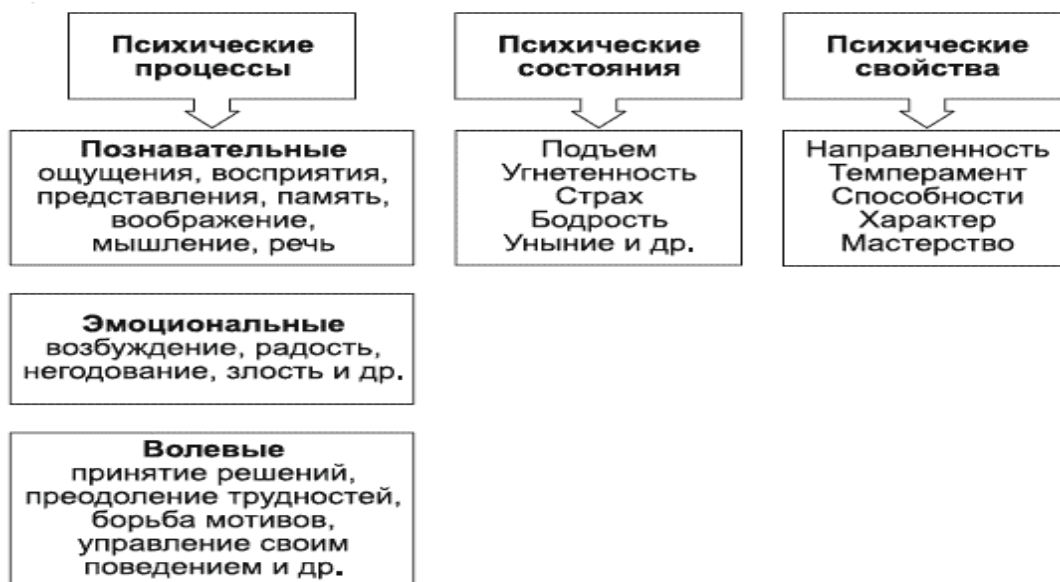 Психические
процессы
Психические
состояния
Психические
свойства
Познавательные
ощущения, восприятия,
представления, память,
воображение,
мышление, речь
Подъем
Угнетенность
Страх
Бодрость
Уныние и др.
Направленность
Темперамент
Способности
Характер
Мастерство
Эмоциональные
возбуждение, радость,
негодование, злость и др.
Волевые
принятие решений,
преодоление трудностей,
борьба мотивов,
управление своим
поведением и др.